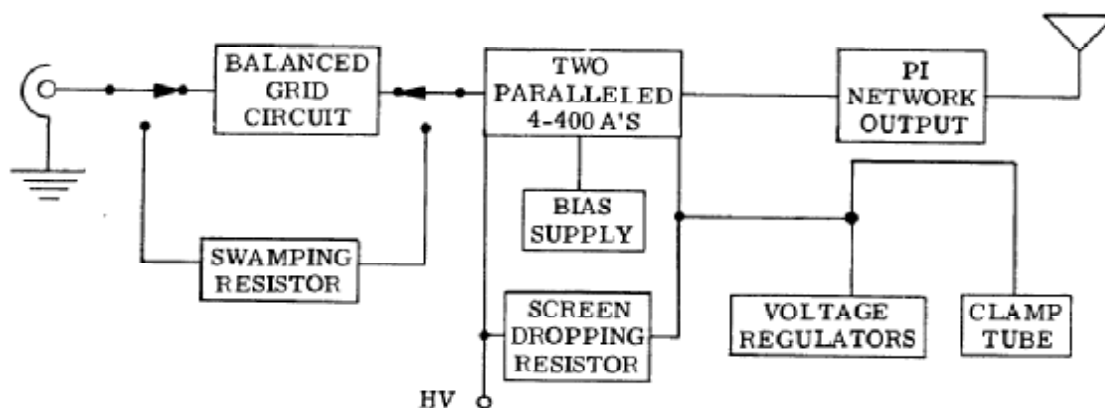 BALANCED
GRID
CIRCUIT
TWO
PARALLELED
4-400 A'S
PI
NETWORK
OUTPUT
BIAS
SUPPLY
SWAMPING
RESISTOR
SCREEN
DROPPING
RESISTOR
VOLTAGE
REGULATORS
CLAMP
TUBE
HV